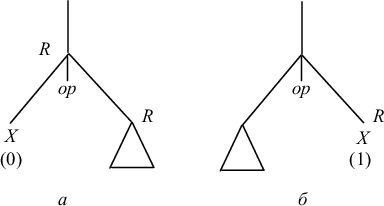 R
op
R
X
(0)
а
op
R
X
(1)
б